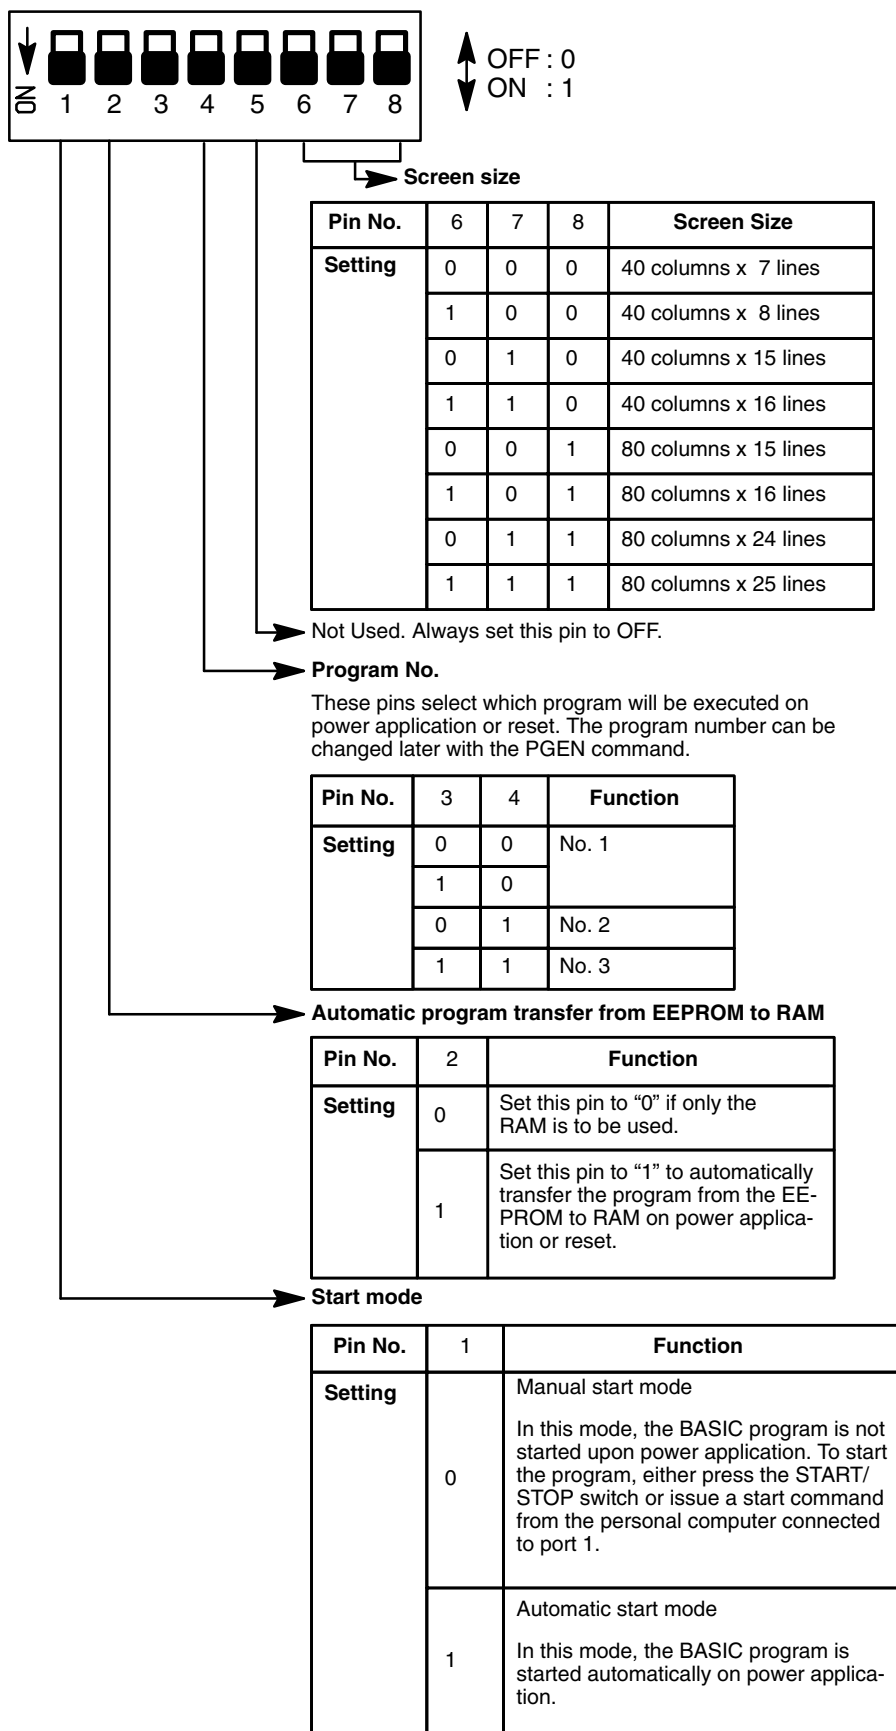 OFF : 0
ON : 1
ON 1 2 3 4 5 6 7 8
Screen size
Pin No. 6 7 8 Screen Size
Setting 0 0 0 40 columns x 7 lines
1 0 0 40 columns x 8 lines
0 1 0 40 columns x 15 lines
1 1 0 40 columns x 16 lines
0 0 1 80 columns x 15 lines
1 0 1 80 columns x 16 lines
0 1 1 80 columns x 24 lines
1 1 1 80 columns x 25 lines
Not Used. Always set this pin to OFF.
Program No.
These pins select which program will be executed on
power application or reset. The program number can be
changed later with the PGEN command.
Pin No. 3 4 Function
Setting 0 0 No. 1
1 0
0 1 No. 2
1 1 No. 3
Automatic program transfer from EEPROM to RAM
Pin No. 2 Function
Setting 0 Set this pin to “0” if only the
RAM is to be used.
Set this pin to “1” to automatically
transfer the program from the EE-
1 PROM to RAM on power applica-
tion or reset.
Start mode
Pin No. 1 Function
Setting Manual start mode
In this mode, the BASIC program is not
started upon power application. To start
0 the program, either press the START/
STOP switch or issue a start command
from the personal computer connected
to port 1.
Automatic start mode
1 In this mode, the BASIC program is
started automatically on power applica-
tion.